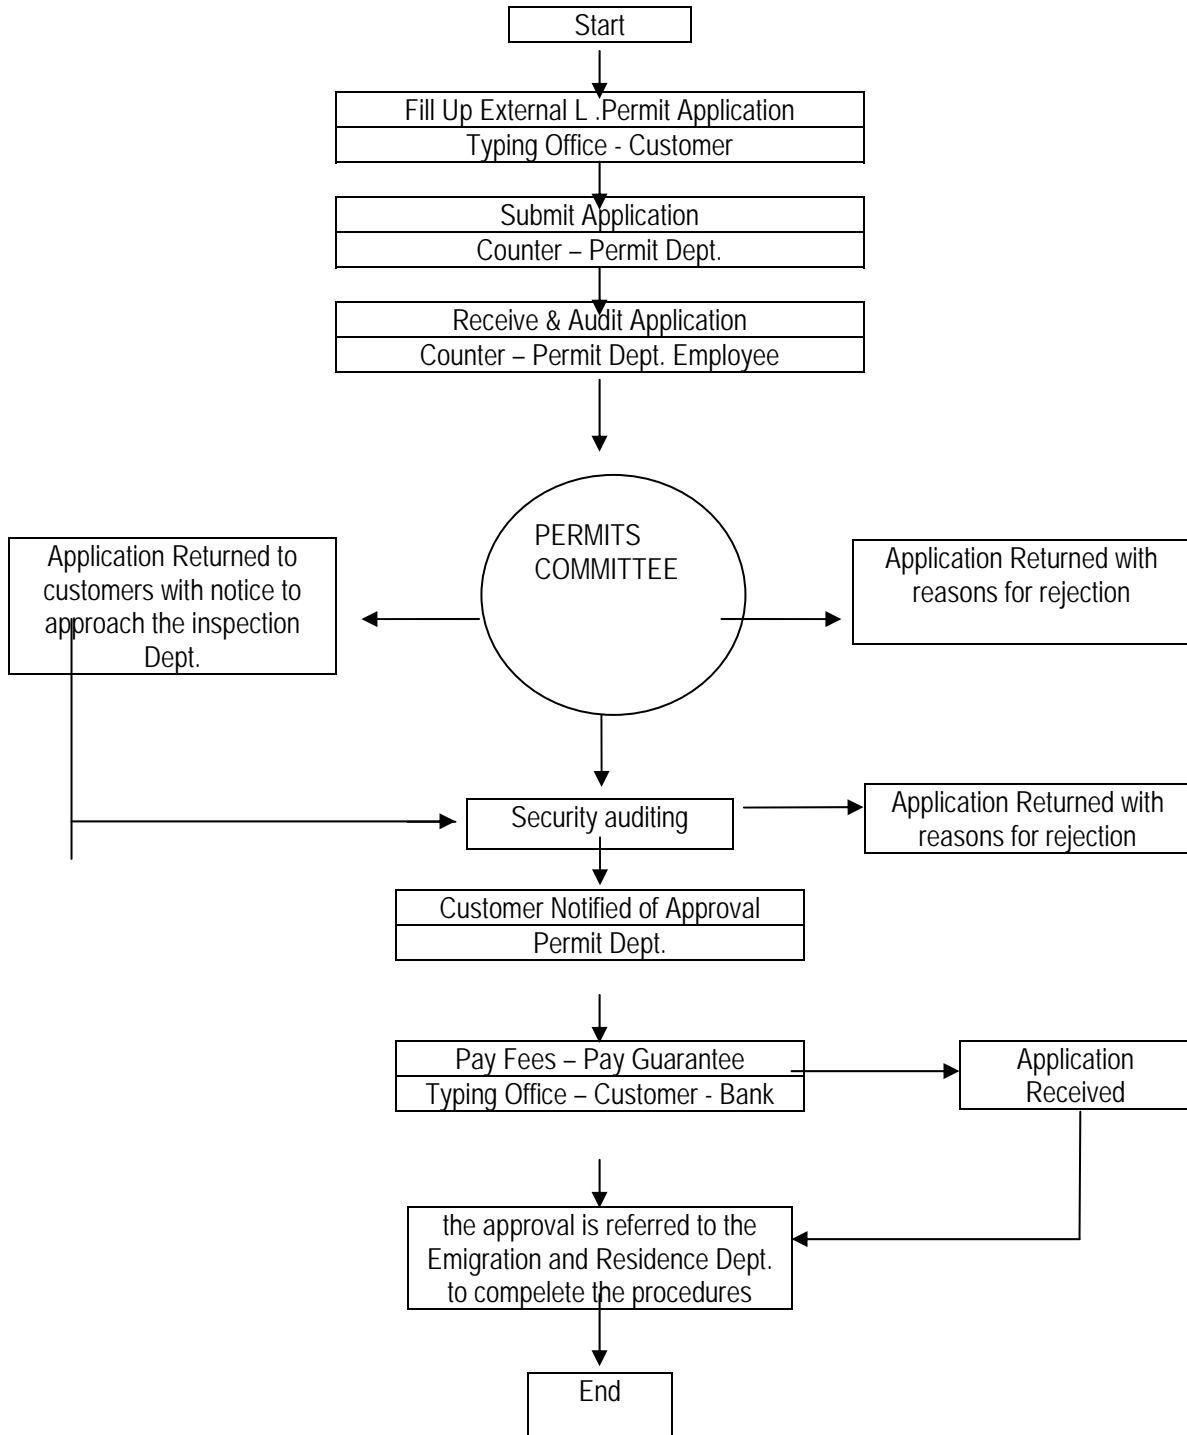 Start
Fill Up External L .Permit Application
Typing Office - Customer
Submit Application
Counter – Permit Dept.
Receive & Audit Application
Counter – Permit Dept. Employee
PERMITS
COMMITTEE
Application Returned to
customers with notice to
approach the inspection
Dept.
Application Returned with
reasons for rejection
Security auditing
Application Returned with
reasons for rejection
Customer Notified of Approval
Permit Dept.
Pay Fees – Pay Guarantee
Typing Office – Customer - Bank
Application
Received
the approval is referred to the
Emigration and Residence Dept.
to compelete the procedures
End